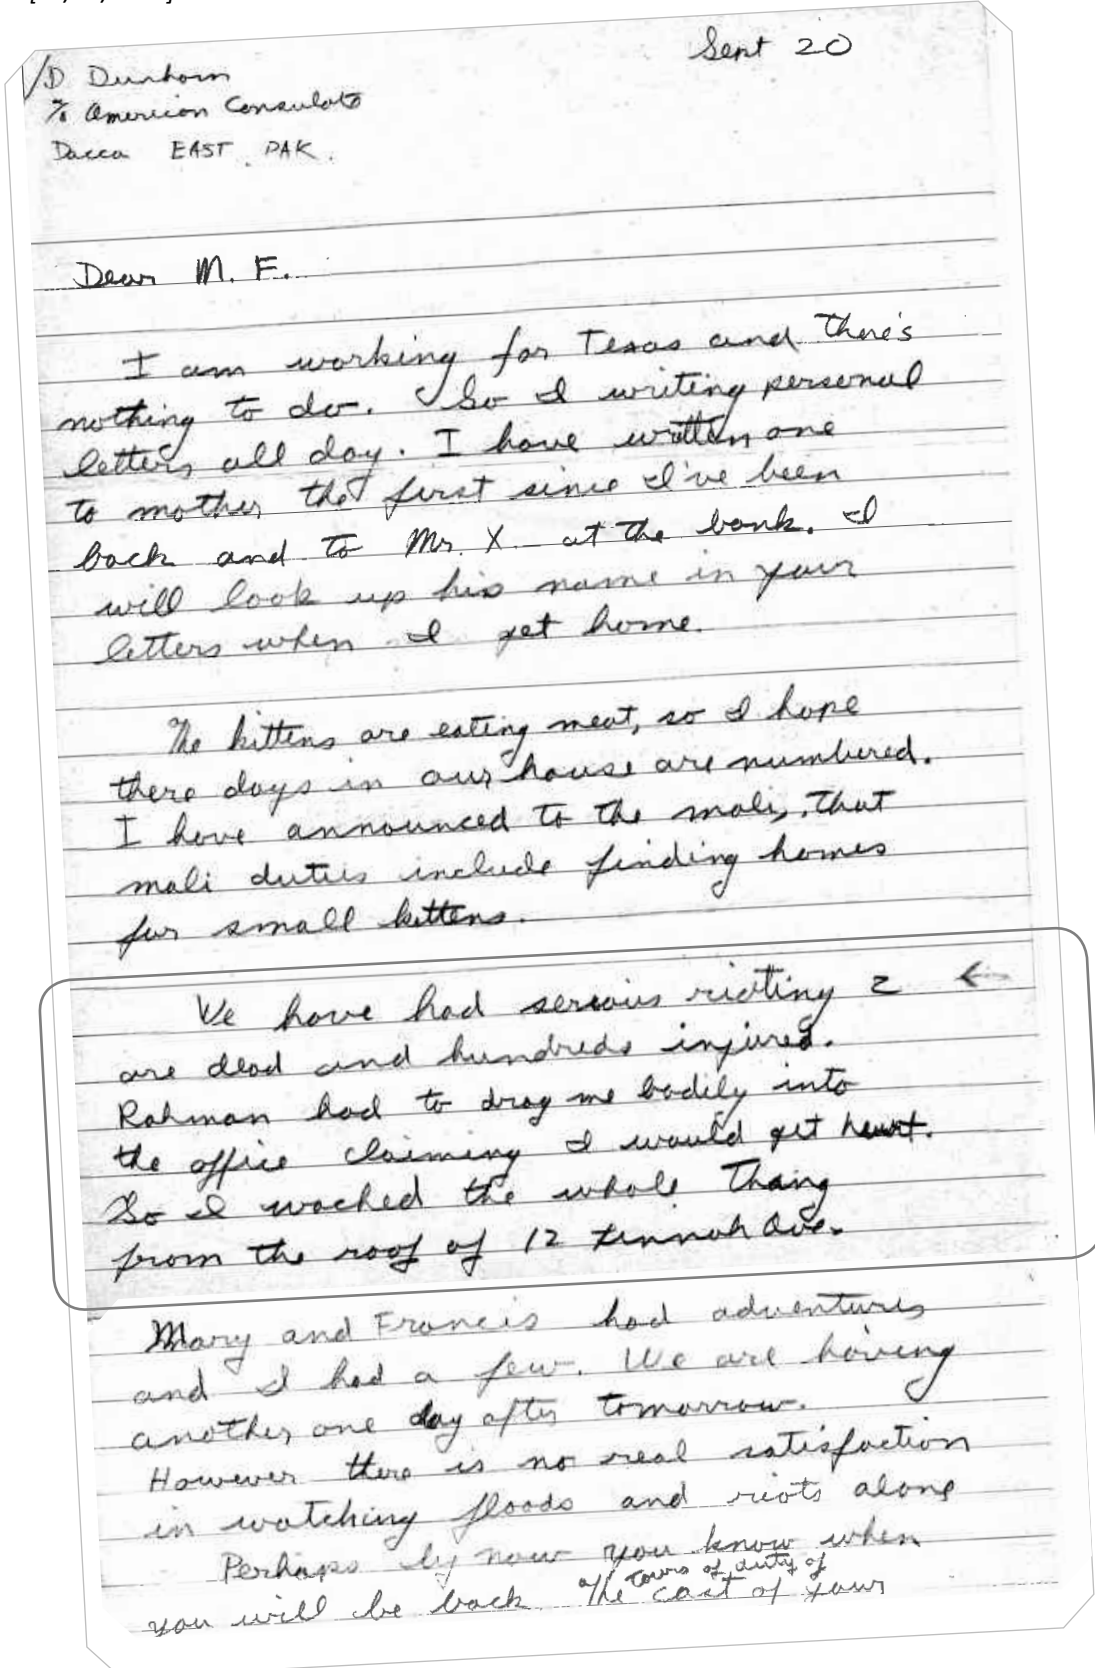 Sept 20
D Dunham
% American Consulate
Dacca EAST PAK.
Dear M. F.
I am working for Texas and there's
nothing to do. So I writing personal
letters all day. I have written one
to mother the first since I've been
back and to Mr. X at the bank. I
will look up his name in your
letters when I get home.
The kittens are eating meat, so I hope
there days in our house are numbered.
I have announced to the mali, that
mali duties include finding homes
for small kittens.
We have had serious rioting 2 ←
are dead and hundreds injured.
Rahman had to drag me bodily into
the office claiming I would get hurt.
So I wached the whole Thang
from the roof of 12 Jinnah Ave.
Mary and Francis had adventures
and I had a few. We are having
another one day after tomorrow.
However there is no real satisfaction
in watching floods and riots alone
Perhaps by now you know when
tours of duty of
you will be back. The cast of your